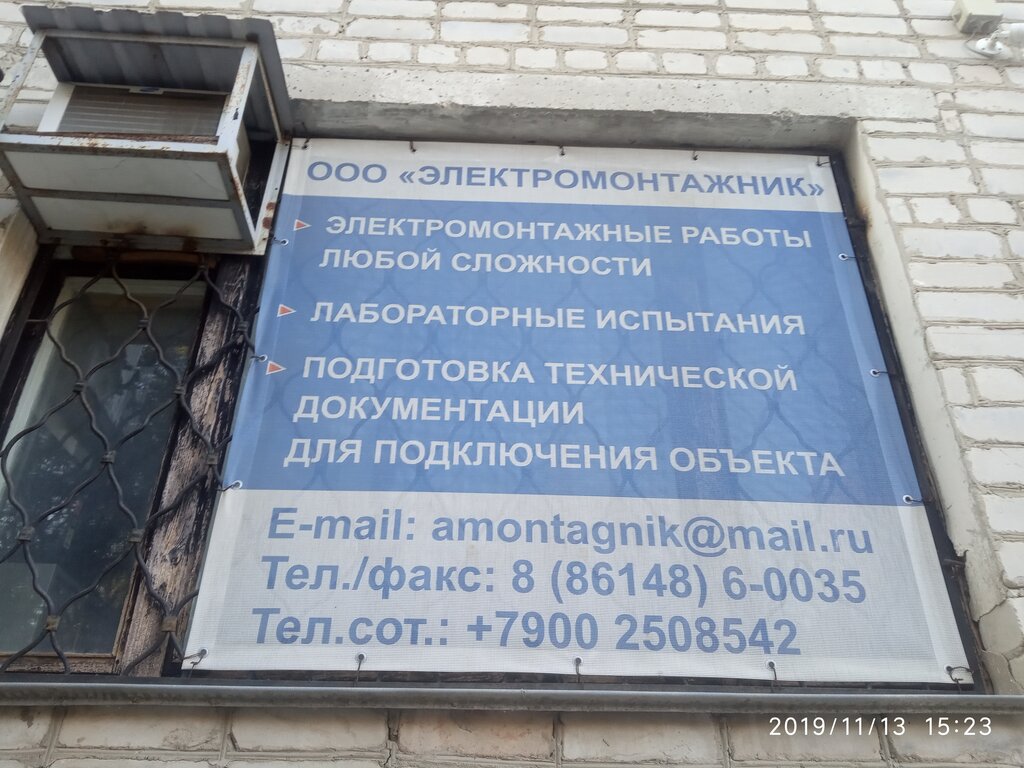 ООО «ЭЛЕКТРОМОНТАЖНИК»
ЭЛЕКТРОМОНТАЖНЫЕ РАБОТЫ
ЛЮБОЙ СЛОЖНОСТИ
ЛАБОРАТОРНЫЕ ИСПЫТАНИЯ
ПОДГОТОВКА ТЕХНИЧЕСКОЙ
ДОКУМЕНТАЦИИ
ДЛЯ ПОДКЛЮЧЕНИЯ ОБЪЕКТА
E-mail: amontagnik@mail.ru
Тел./факс: 8 (86148) 6-0035
Тел.сот.: +7900 2508542
2019/11/13 15:23